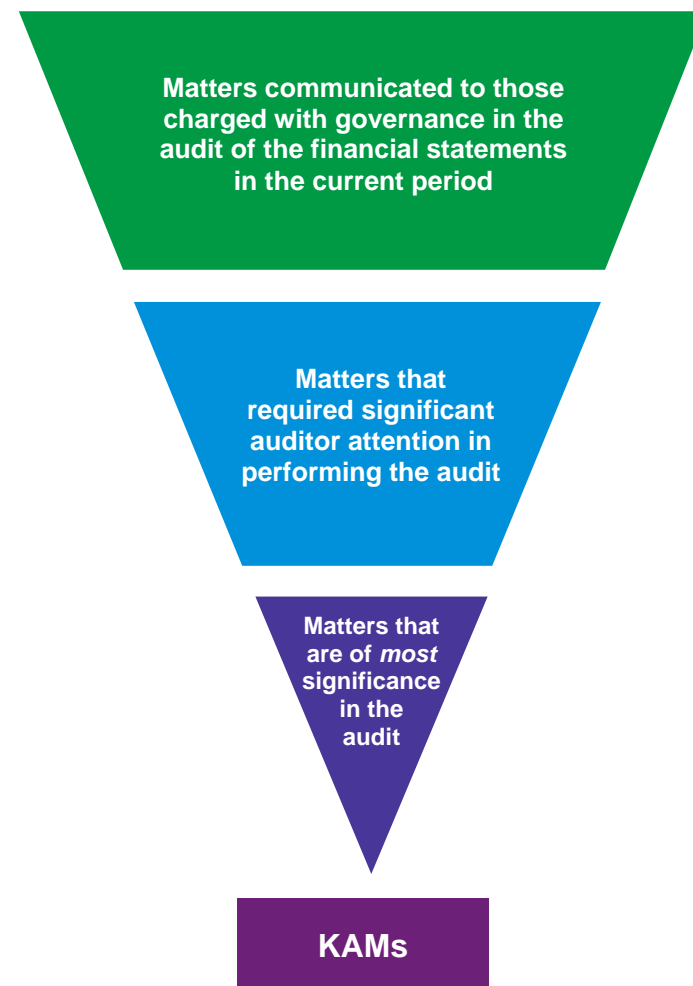 Matters communicated to those
charged with governance in the
audit of the financial statements
in the current period
Matters that
required significant
auditor attention in
performing the audit
Matters that
are of most
significance
in the
audit
KAMs